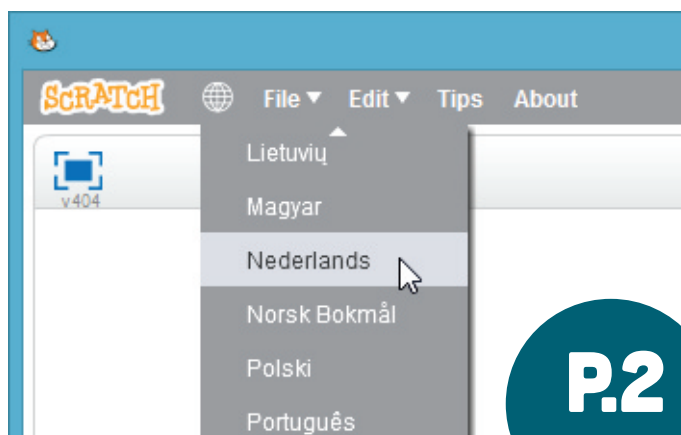 SCRATCH File Edit Tips About
v404
Lietuvių
Magyar
Nederlands
Norsk Bokmål
Polski
Português
P.2